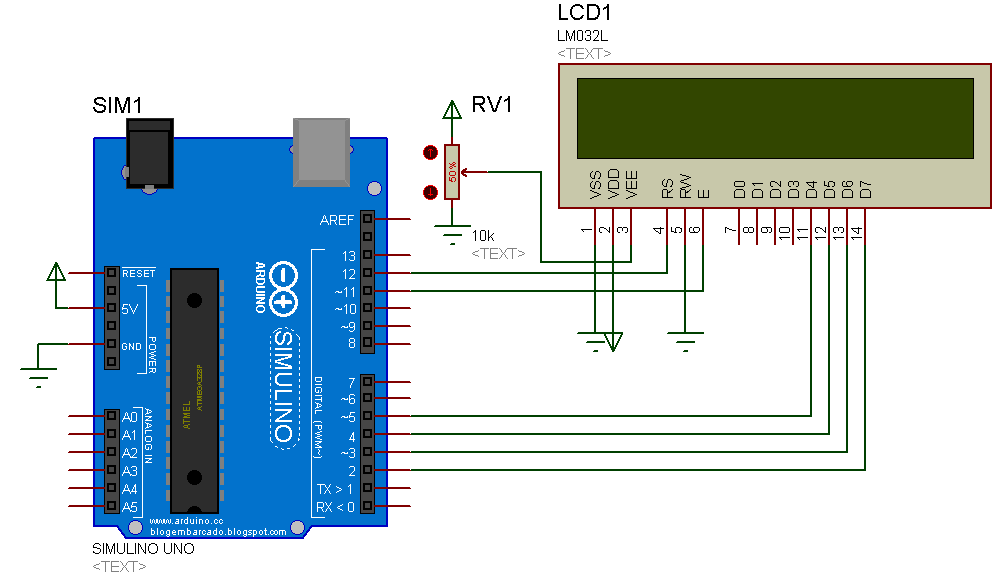 LCD1
LM032L
<TEXT>
SIM1
RV1
50%
10k
<TEXT>
VSS
VDD
VEE
RS
RW
E
D0
D1
D2
D3
D4
D5
D6
D7
1
2
3
4
5
6
7
8
9
10
11
12
13
14
AREF
13
12
~11
~10
~9
8
7
~6
~5
4
~3
2
TX > 1
RX < 0
DIGITAL (PWM~)
ARDUINO
SIMULINO
RESET
5V
GND
POWER
A0
A1
A2
A3
A4
A5
ANALOG IN
ATMEL
ATMEGA328P
www.arduino.cc
blogembarcado.blogspot.com
SIMULINO UNO
<TEXT>